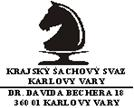 KRAJSKÝ ŠACHOVÝ SVAZ
KARLOVY VARY
DR. DAVIDA BECHERA 18
360 01 KARLOVY VARY